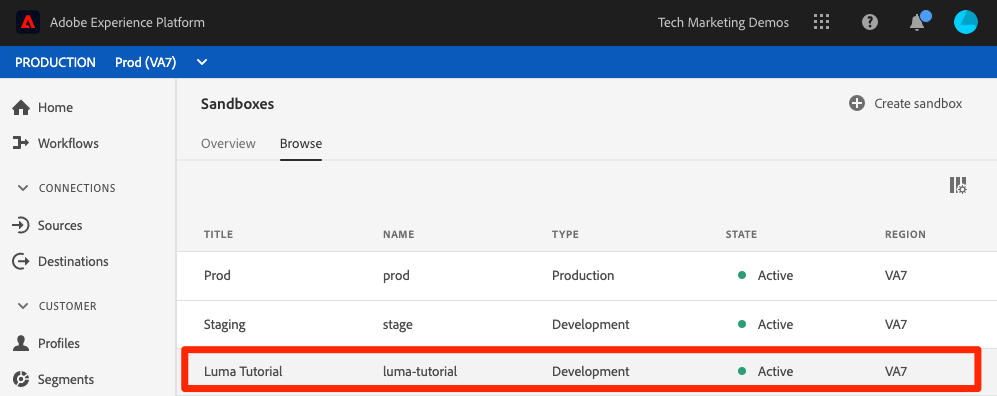 Adobe Experience Platform
Tech Marketing Demos
PRODUCTION Prod (VA7)
Home
Workflows
CONNECTIONS
Sources
Destinations
CUSTOMER
Profiles
Segments
Sandboxes
Create sandbox
Overview Browse
TITLE NAME TYPE STATE REGION
Prod prod Production Active VA7
Staging stage Development Active VA7
Luma Tutorial luma-tutorial Development Active VA7